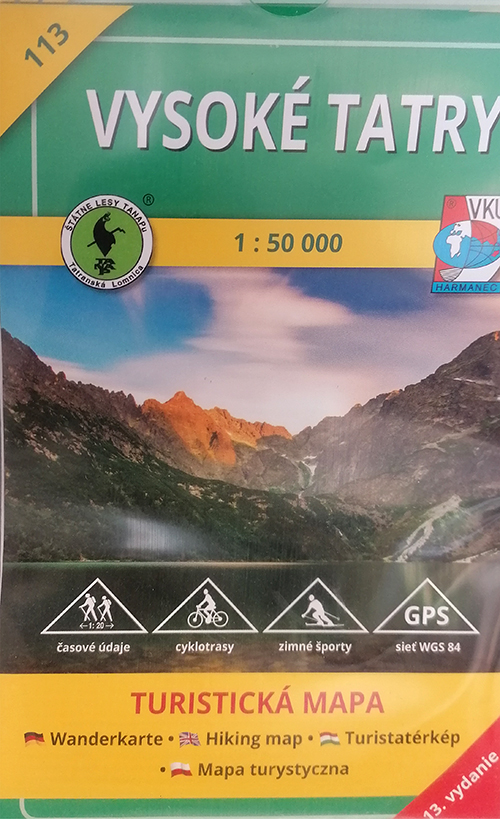 113
VYSOKÉ TATRY
ŠTÁTNE LESY TANAPu
Tatranská Lomnica
®
1 : 50 000
®
VKÚ
HARMANEC
←1: 20→
GPS
časové údaje
cyklotrasy
zimné športy
sieť WGS 84
TURISTICKÁ MAPA
Wanderkarte • Hiking map • Turistatérkép
• Mapa turystyczna
13. vydanie